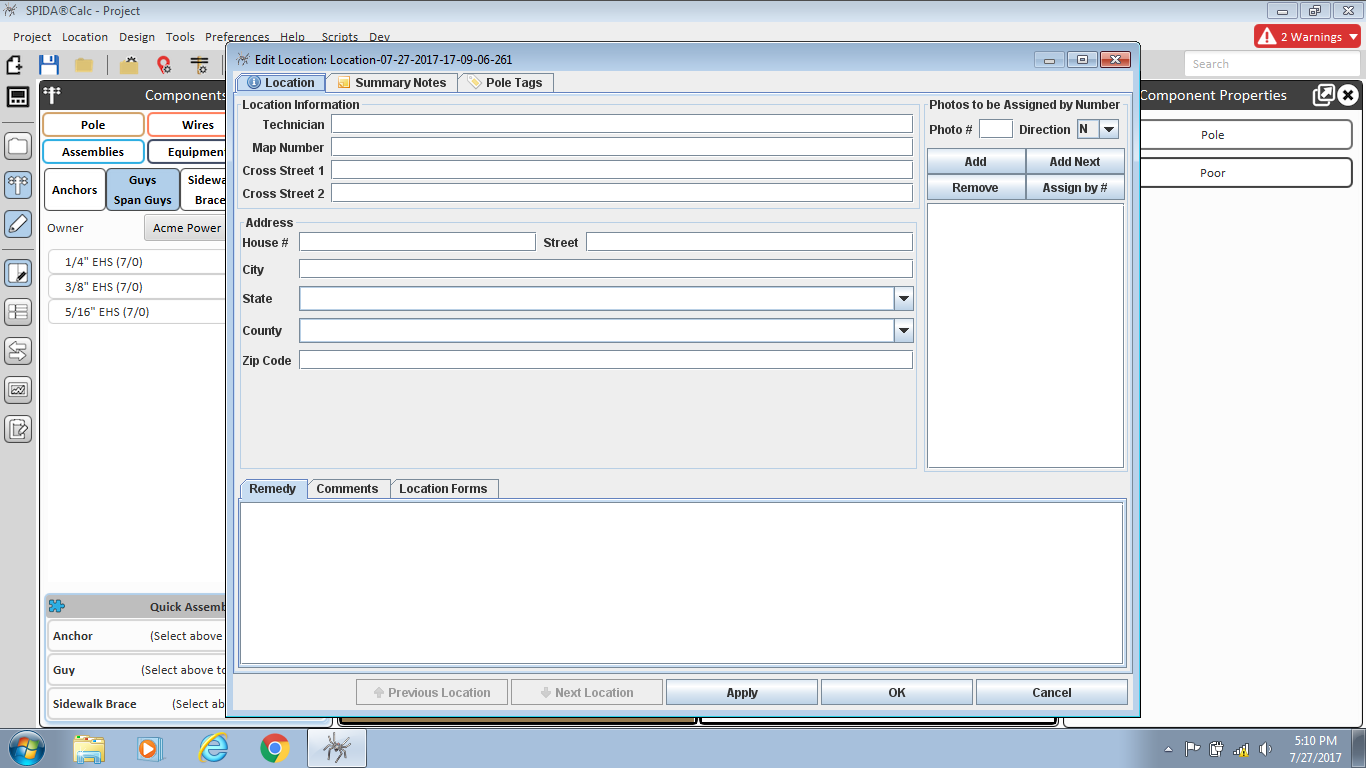 SPIDA®Calc - Project
Project Location Design Tools Preferences Help Scripts Dev
2 Warnings
Search
Components
Pole Wires
Assemblies Equipment
Anchors
Guys
Span Guys
Sidew
Brace
Owner Acme Power
1/4" EHS (7/0)
3/8" EHS (7/0)
5/16" EHS (7/0)
Quick Assemb
Anchor (Select above
Guy (Select above to
Sidewalk Brace (Select ab
Edit Location: Location-07-27-2017-17-09-06-261
Location Summary Notes Pole Tags
Location Information
Technician
Map Number
Cross Street 1
Cross Street 2
Address
House # Street
City
State
County
Zip Code
Photos to be Assigned by Number
Photo # Direction N
Add Add Next
Remove Assign by #
Remedy Comments Location Forms
Previous Location Next Location Apply OK Cancel
Component Properties
Pole
Poor
5:10 PM
7/27/2017